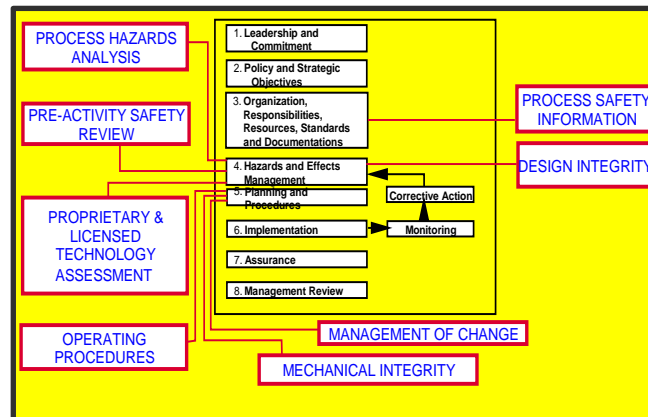 PROCESS HAZARDS
ANALYSIS
PRE-ACTIVITY SAFETY
REVIEW
PROPRIETARY &
LICENSED TECHNOLOGY
ASSESSMENT
OPERATING
PROCEDURES
1. Leadership and
Commitment
2. Policy and Strategic
Objectives
3. Organization,
Responsibilities,
Resources, Standards
and Documentations
4. Hazards and Effects
Management
5. Planning and
Procedures
6. Implementation
7. Assurance
8. Management Review
Corrective Action
Monitoring
PROCESS SAFETY
INFORMATION
DESIGN INTEGRITY
MANAGEMENT OF CHANGE
MECHANICAL INTEGRITY